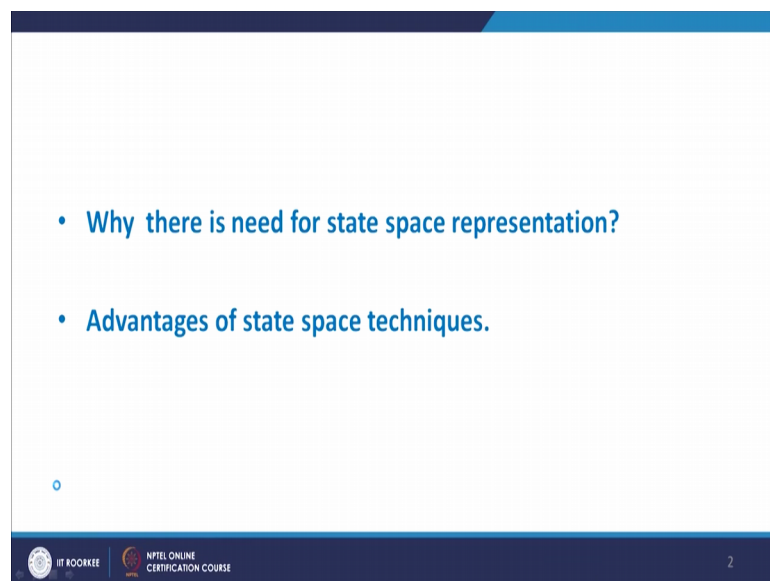 • Why there is need for state space representation?
• Advantages of state space techniques.
IIT ROORKEE
NPTEL ONLINE
CERTIFICATION COURSE
2